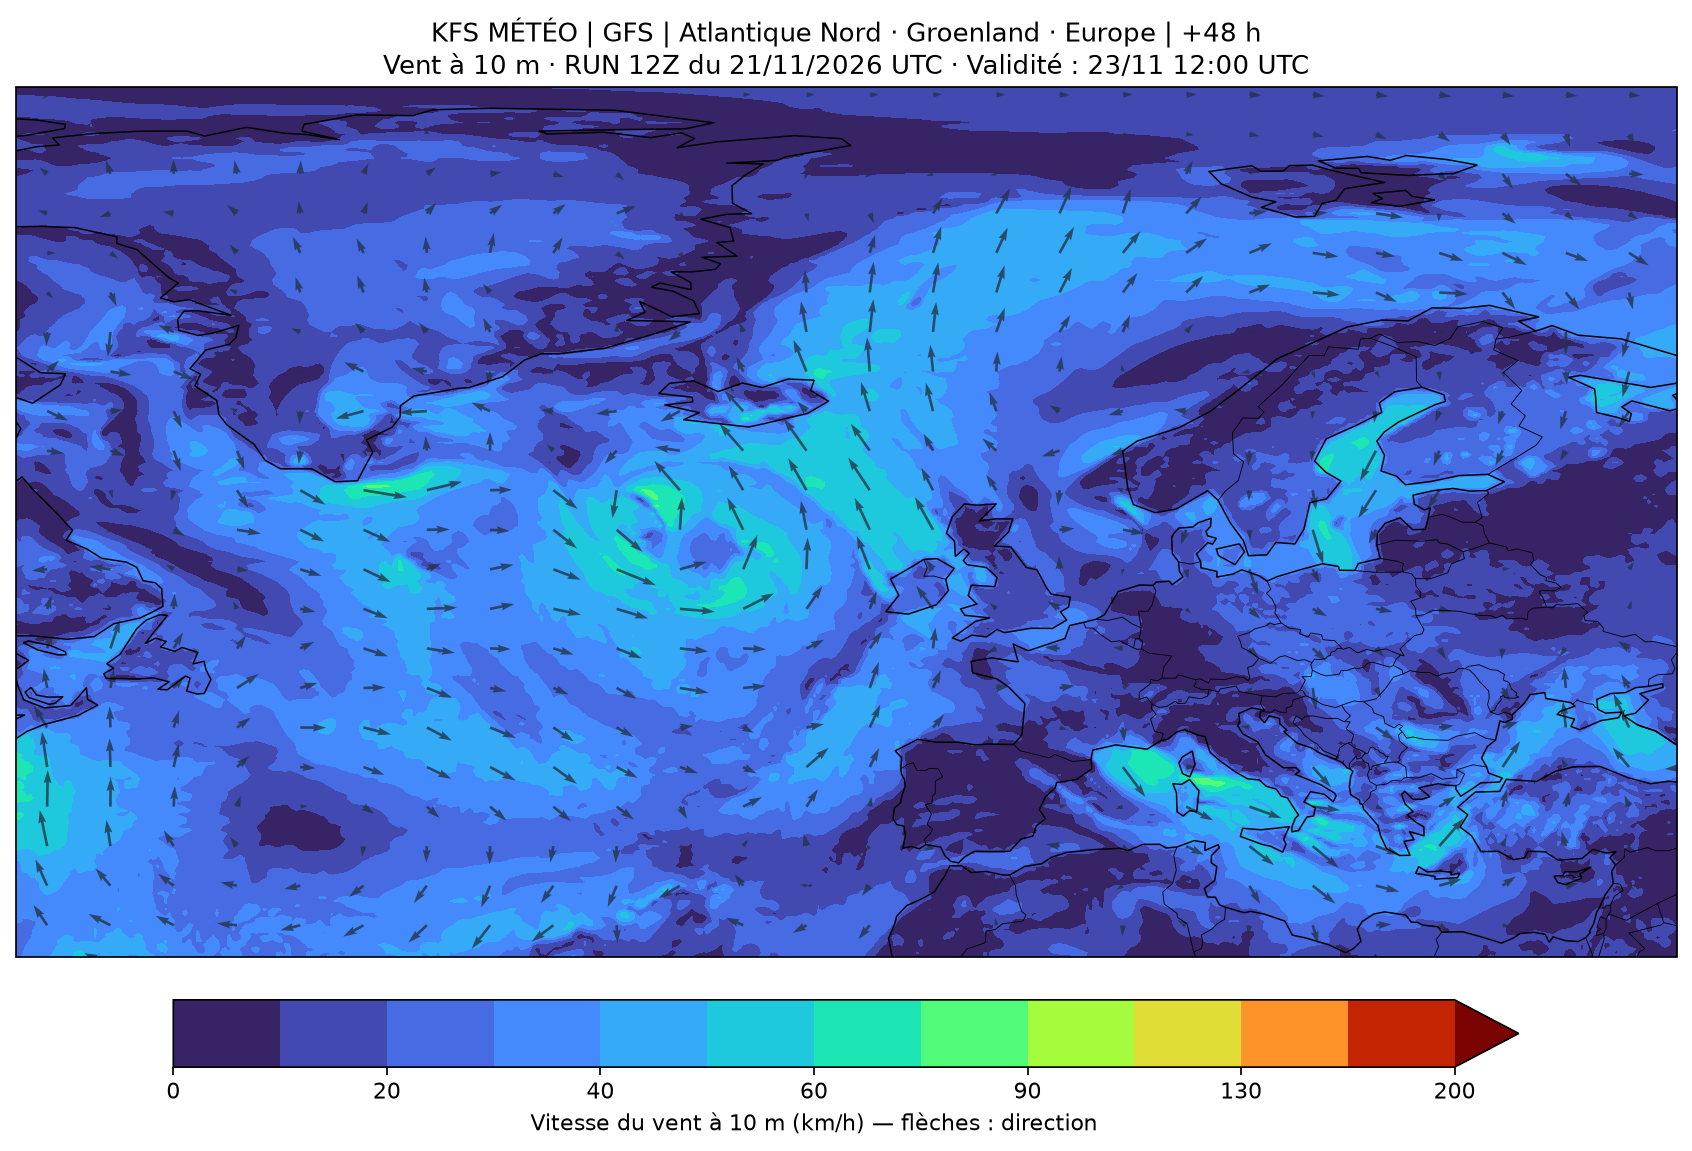 KFS MÉTÉO | GFS | Atlantique Nord · Groenland · Europe | +48 h
Vent à 10 m · RUN 12Z du 21/11/2026 UTC · Validité : 23/11 12:00 UTC
0 20 40 60 90 130 200
Vitesse du vent à 10 m (km/h) — flèches : direction